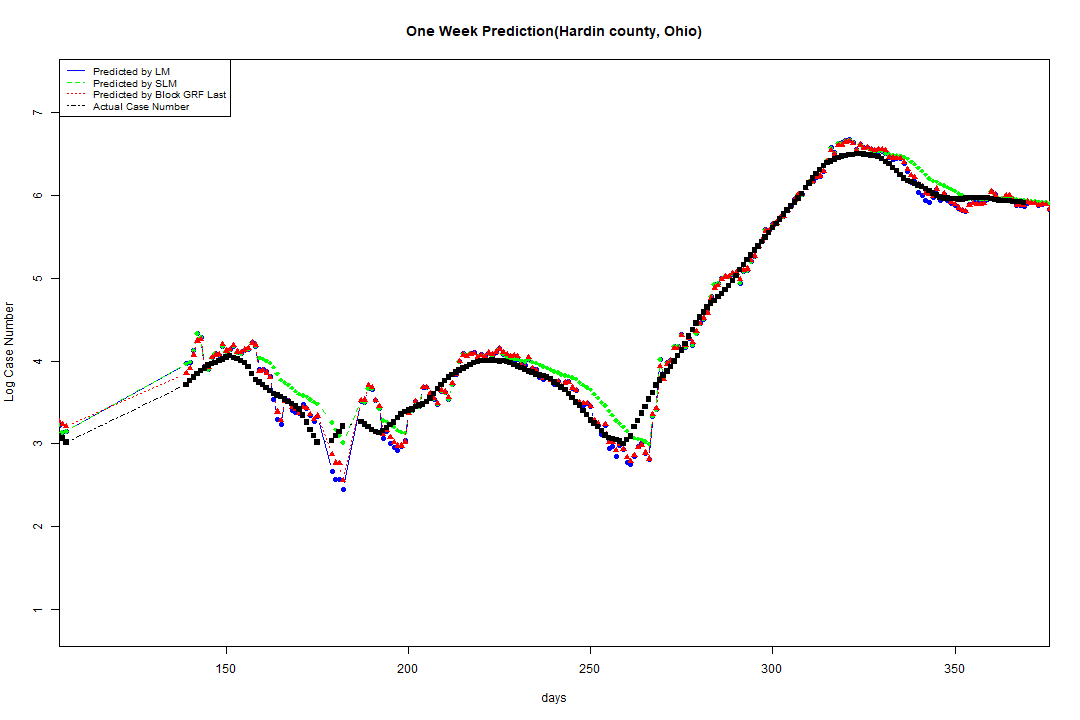 One Week Prediction(Hardin county, Ohio)
Predicted by LM
Predicted by SLM
Predicted by Block GRF Last
Actual Case Number
7
6
5
4
3
2
1
Log Case Number
150 200 250 300 350
days